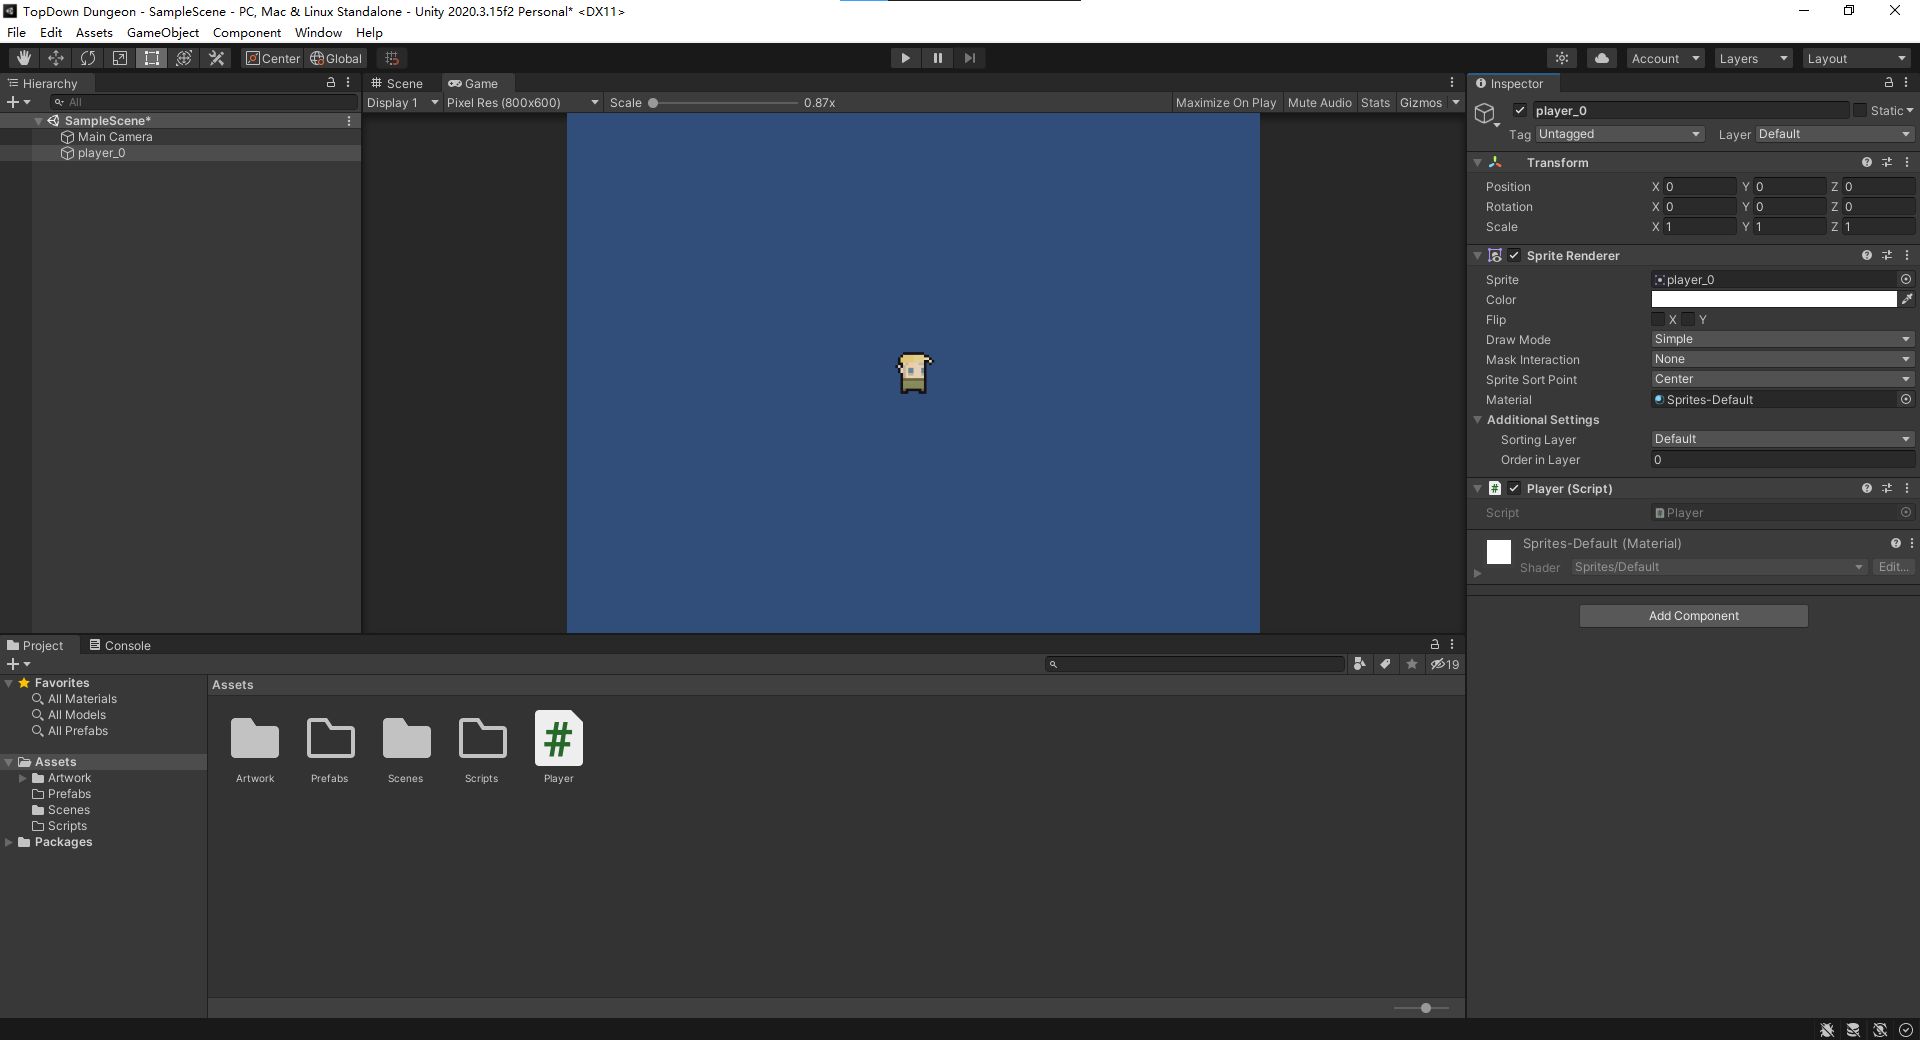 TopDown Dungeon - SampleScene - PC, Mac & Linux Standalone - Unity 2020.3.15f2 Personal* <DX11>
File Edit Assets GameObject Component Window Help
Center Global Account Layers Layout
Hierarchy
All
SampleScene*
Main Camera
player_0
Scene Game
Display 1 Pixel Res (800x600) Scale 0.87x Maximize On Play Mute Audio Stats Gizmos
Inspector
player_0 Static
Tag Untagged Layer Default
Transform
Position X 0 Y 0 Z 0
Rotation X 0 Y 0 Z 0
Scale X 1 Y 1 Z 1
Sprite Renderer
Sprite player_0
Color
Flip X Y
Draw Mode Simple
Mask Interaction None
Sprite Sort Point Center
Material Sprites-Default
Additional Settings
Sorting Layer Default
Order in Layer 0
# Player (Script)
Script Player
Sprites-Default (Material)
Shader Sprites/Default Edit...
Add Component
Project Console
19
Favorites
All Materials
All Models
All Prefabs
Assets
Artwork
Prefabs
Scenes
Scripts
Packages
Assets
#
Artwork Prefabs Scenes Scripts Player